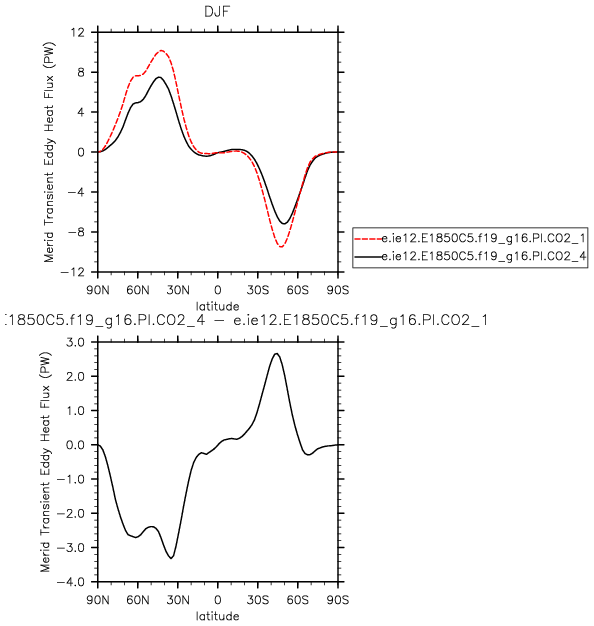 DJF
Merid Transient Eddy Heat Flux (PW)
12
8
4
0
−4
−8
−12
90N 60N 30N 0 30S 60S 90S
latitude
e.ie12.E1850C5.f19_g16.PI.CO2_1
e.ie12.E1850C5.f19_g16.PI.CO2_4
:1850C5.f19_g16.PI.CO2_4 − e.ie12.E1850C5.f19_g16.PI.CO2_1
Merid Transient Eddy Heat Flux (PW)
3.0
2.0
1.0
0.0
−1.0
−2.0
−3.0
−4.0
90N 60N 30N 0 30S 60S 90S
latitude